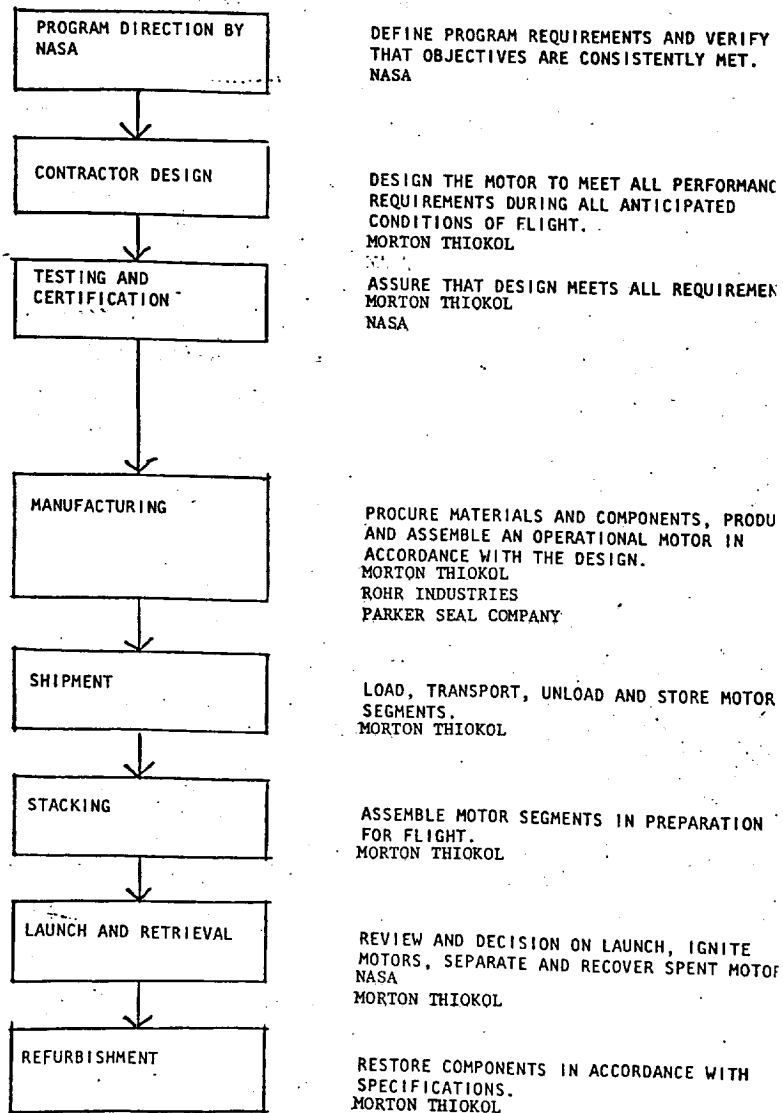 PROGRAM DIRECTION BY
NASA
DEFINE PROGRAM REQUIREMENTS AND VERIFY
THAT OBJECTIVES ARE CONSISTENTLY MET.
NASA
CONTRACTOR DESIGN
DESIGN THE MOTOR TO MEET ALL PERFORMANC
REQUIREMENTS DURING ALL ANTICIPATED
CONDITIONS OF FLIGHT.
MORTON THIOKOL
TESTING AND
CERTIFICATION
ASSURE THAT DESIGN MEETS ALL REQUIREMEN
MORTON THIOKOL
NASA
MANUFACTURING
PROCURE MATERIALS AND COMPONENTS, PRODU
AND ASSEMBLE AN OPERATIONAL MOTOR IN
ACCORDANCE WITH THE DESIGN.
MORTON THIOKOL
ROHR INDUSTRIES
PARKER SEAL COMPANY
SHIPMENT
LOAD, TRANSPORT, UNLOAD AND STORE MOTOR
SEGMENTS.
MORTON THIOKOL
STACKING
ASSEMBLE MOTOR SEGMENTS IN PREPARATION
FOR FLIGHT.
MORTON THIOKOL
LAUNCH AND RETRIEVAL
REVIEW AND DECISION ON LAUNCH, IGNITE
MOTORS, SEPARATE AND RECOVER SPENT MOTOR
NASA
MORTON THIOKOL
REFURBISHMENT
RESTORE COMPONENTS IN ACCORDANCE WITH
SPECIFICATIONS.
MORTON THIOKOL